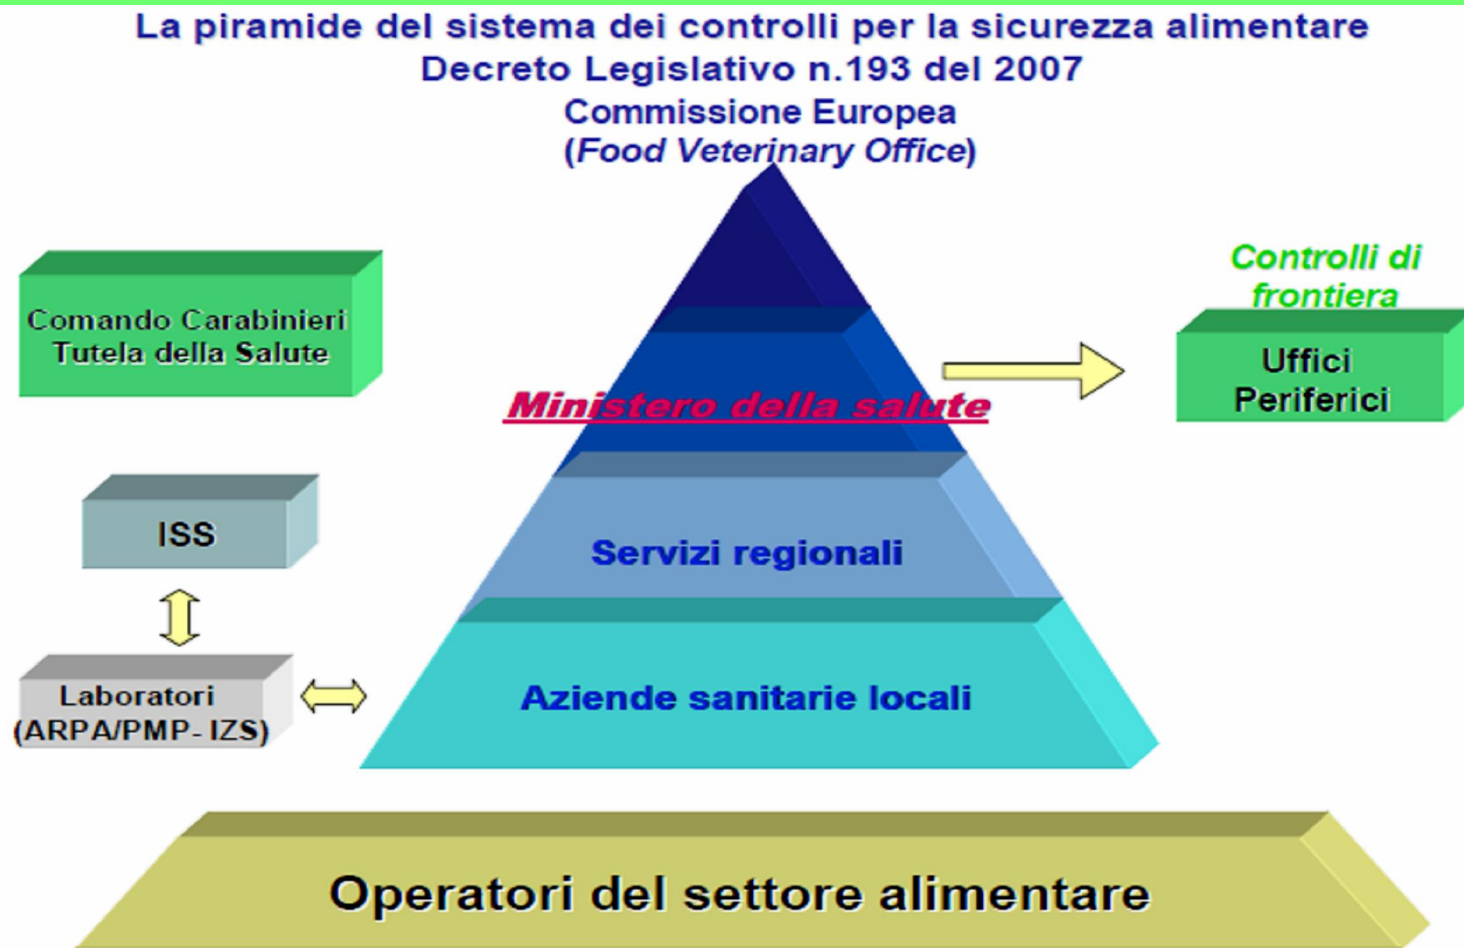 La piramide del sistema dei controlli per la sicurezza alimentare
Decreto Legislativo n.193 del 2007
Commissione Europea
(Food Veterinary Office)
Controlli di
frontiera
Comando Carabinieri
Tutela della Salute
Uffici
Periferici
Ministero della salute
ISS
Servizi regionali
Laboratori
(ARPA/PMP- IZS)
Aziende sanitarie locali
Operatori del settore alimentare